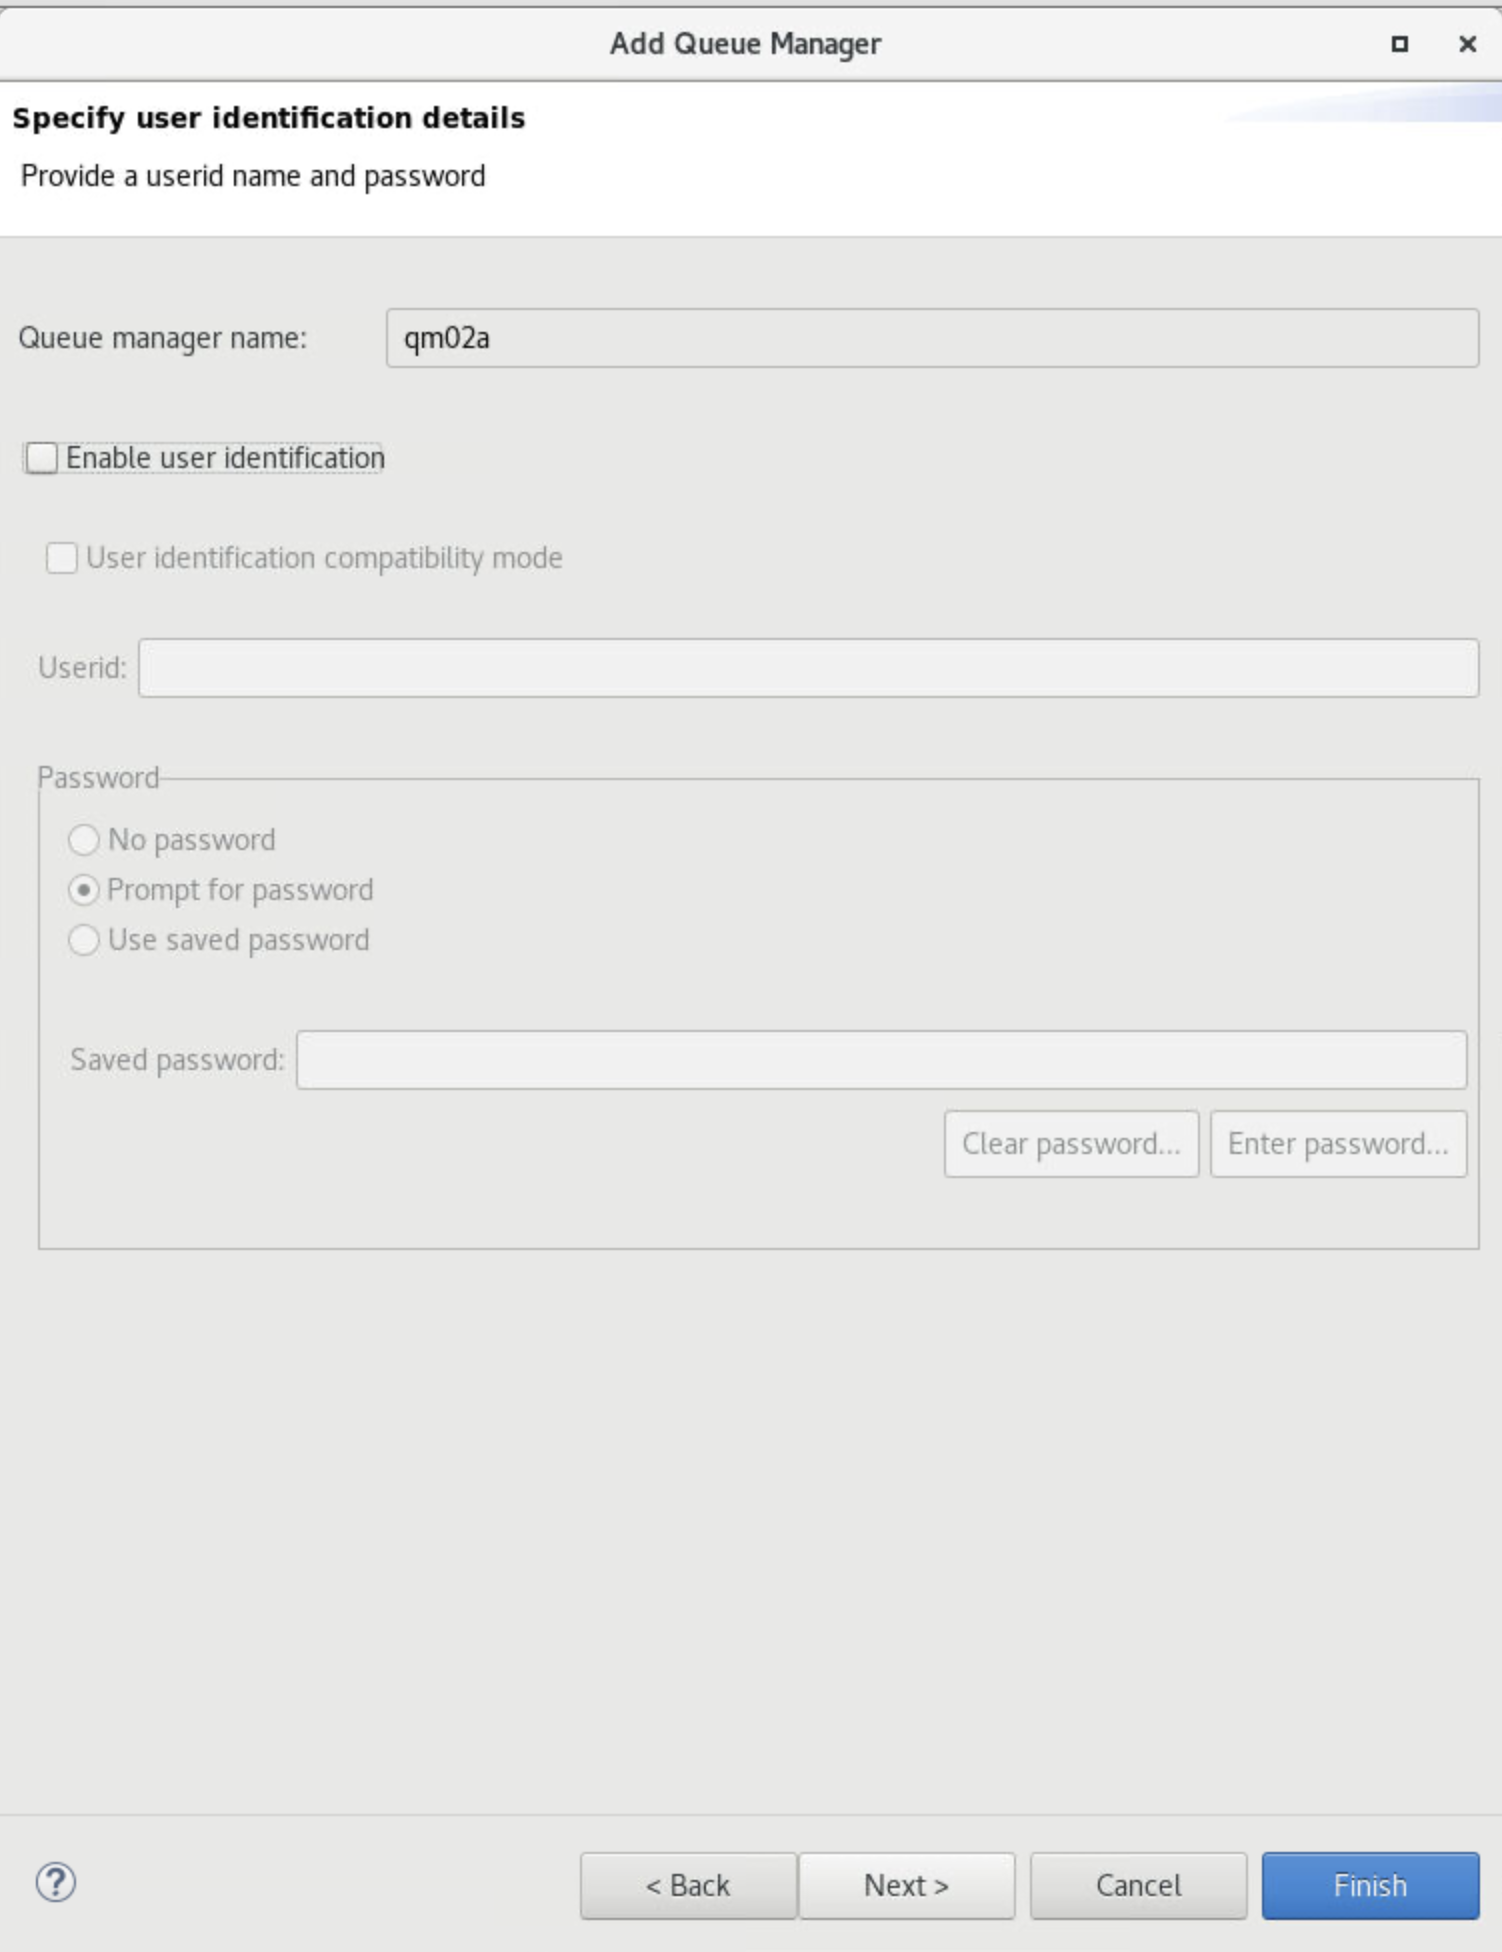 Add Queue Manager
Specify user identification details
Provide a userid name and password
Queue manager name: qm02a
Enable user identification
User identification compatibility mode
Userid:
Password
No password
Prompt for password
Use saved password
Saved password:
Clear password... Enter password...
? < Back Next > Cancel Finish